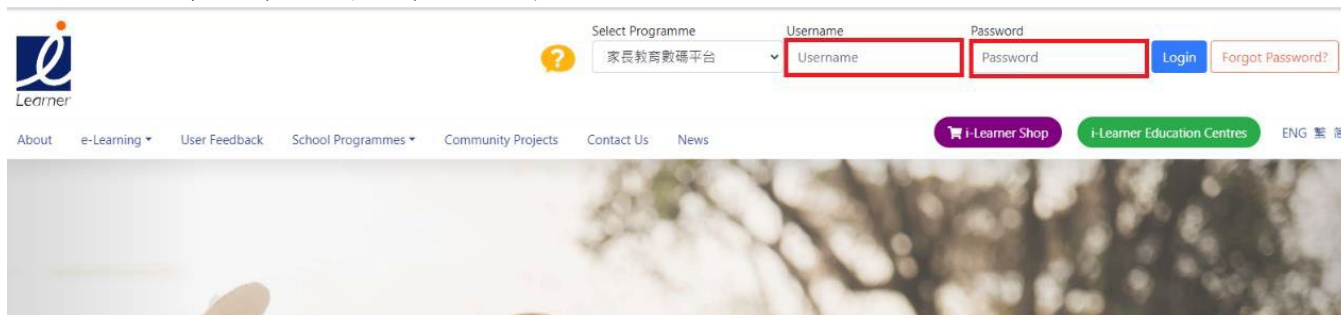 Select Programme Username Password
? 家長教育數碼平台 Username Password Login Forgot Password?
i
Learner
About e-Learning User Feedback School Programmes Community Projects Contact Us News i-Learner Shop i-Learner Education Centres ENG 繁